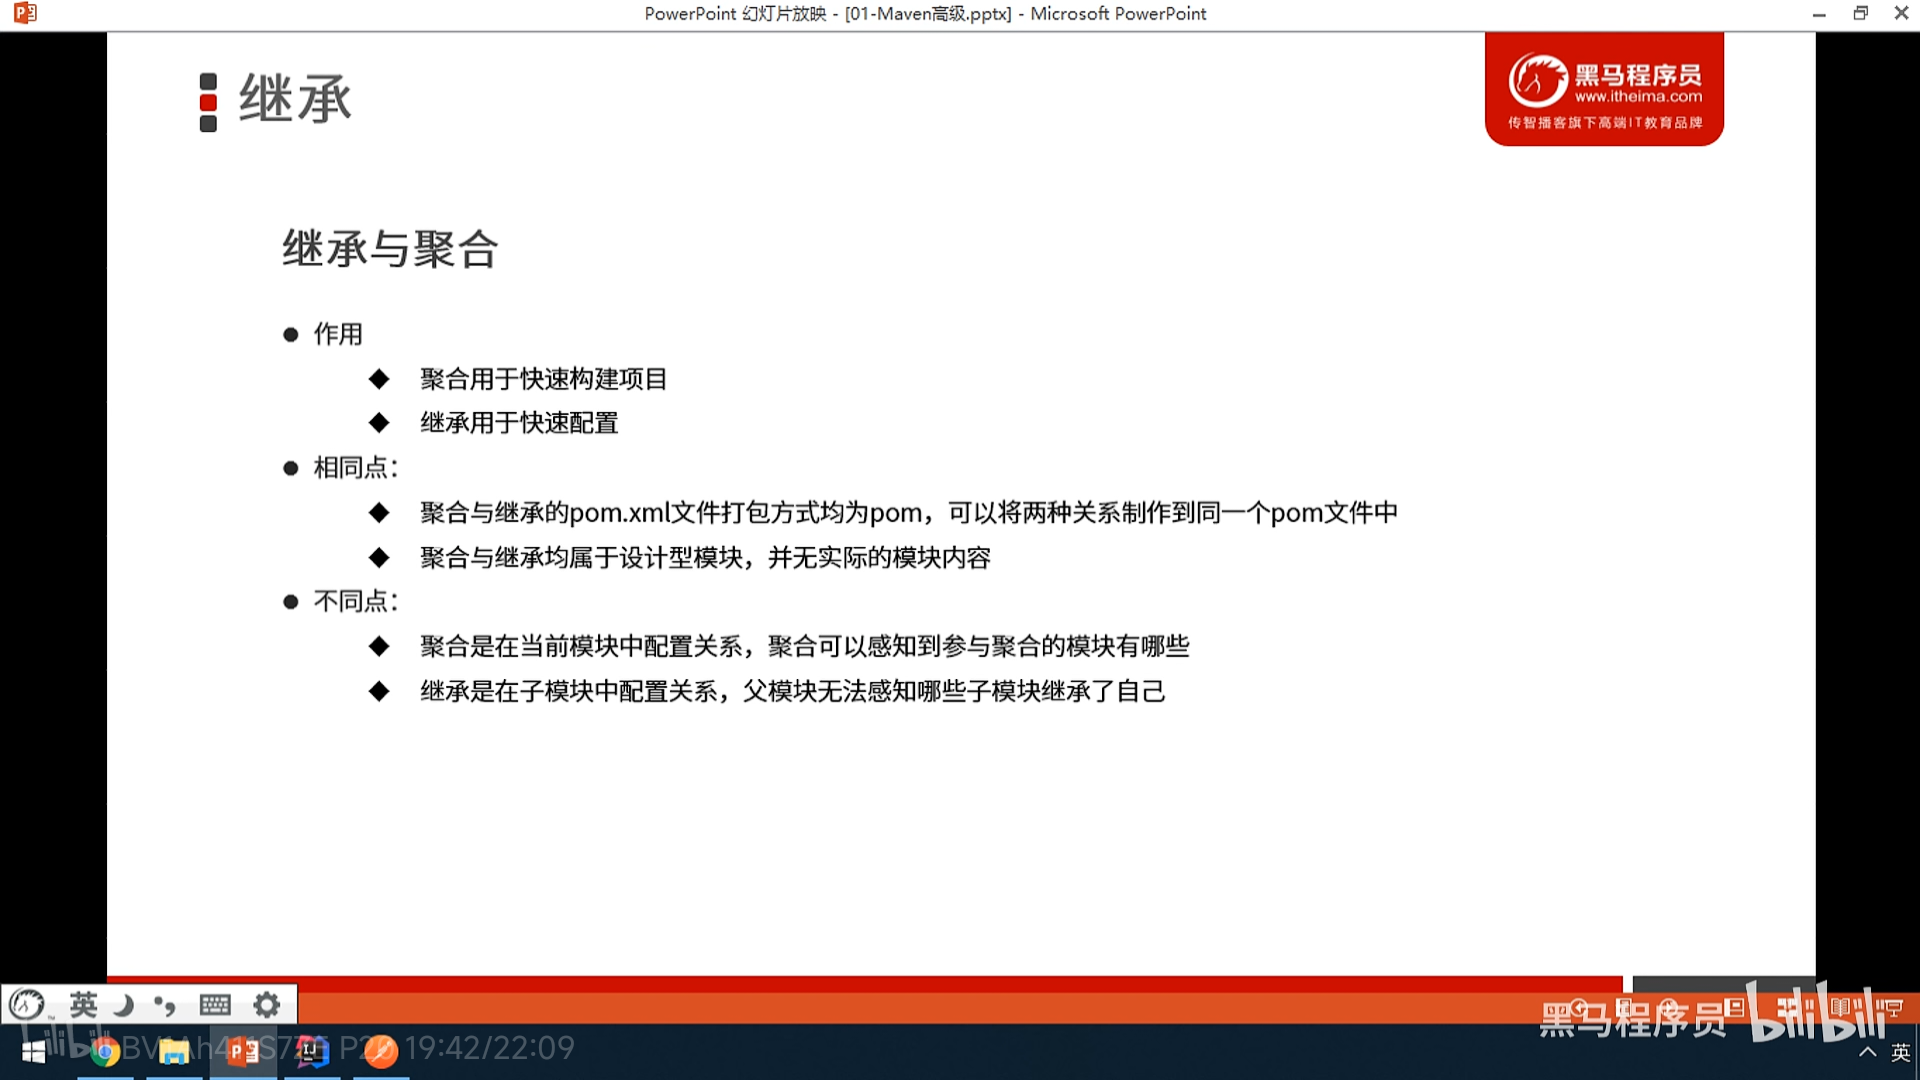 PowerPoint 幻灯片放映 - [01-Maven高级.pptx] - Microsoft PowerPoint
继承
黑马程序员
www.itheima.com
传智播客旗下高端IT教育品牌
继承与聚合
作用
聚合用于快速构建项目
继承用于快速配置
相同点：
聚合与继承的pom.xml文件打包方式均为pom，可以将两种关系制作到同一个pom文件中
聚合与继承均属于设计型模块，并无实际的模块内容
不同点：
聚合是在当前模块中配置关系，聚合可以感知到参与聚合的模块有哪些
继承是在子模块中配置关系，父模块无法感知哪些子模块继承了自己
英
黑马程序员 bilibili
19:42/22:09
英